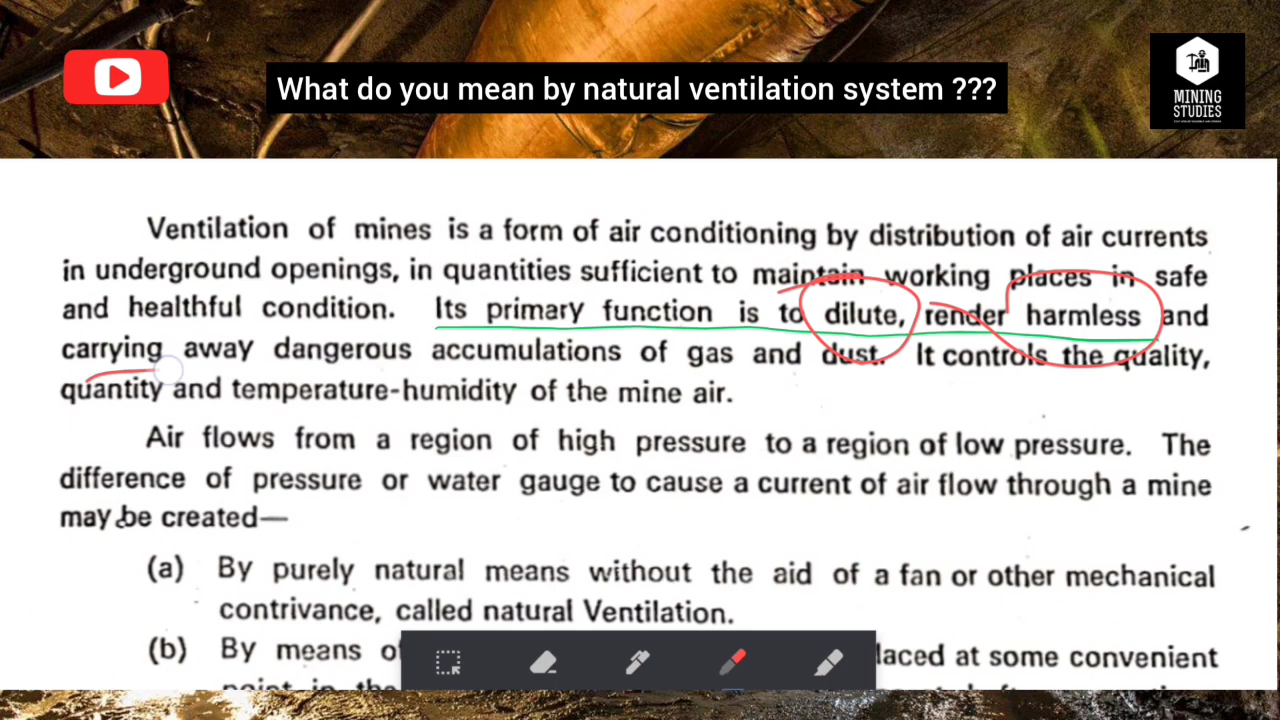 What do you mean by natural ventilation system ???
MINING
STUDIES
Ventilation of mines is a form of air conditioning by distribution of air currents
in underground openings, in quantities sufficient to maintain working places in safe
and healthful condition. Its primary function is to dilute, render harmless and
carrying away dangerous accumulations of gas and dust. It controls the quality,
quantity and temperature-humidity of the mine air.
Air flows from a region of high pressure to a region of low pressure. The
difference of pressure or water gauge to cause a current of air flow through a mine
may be created—
(a) By purely natural means without the aid of a fan or other mechanical
contrivance, called natural Ventilation.
(b) By means of laced at some convenient
point in the